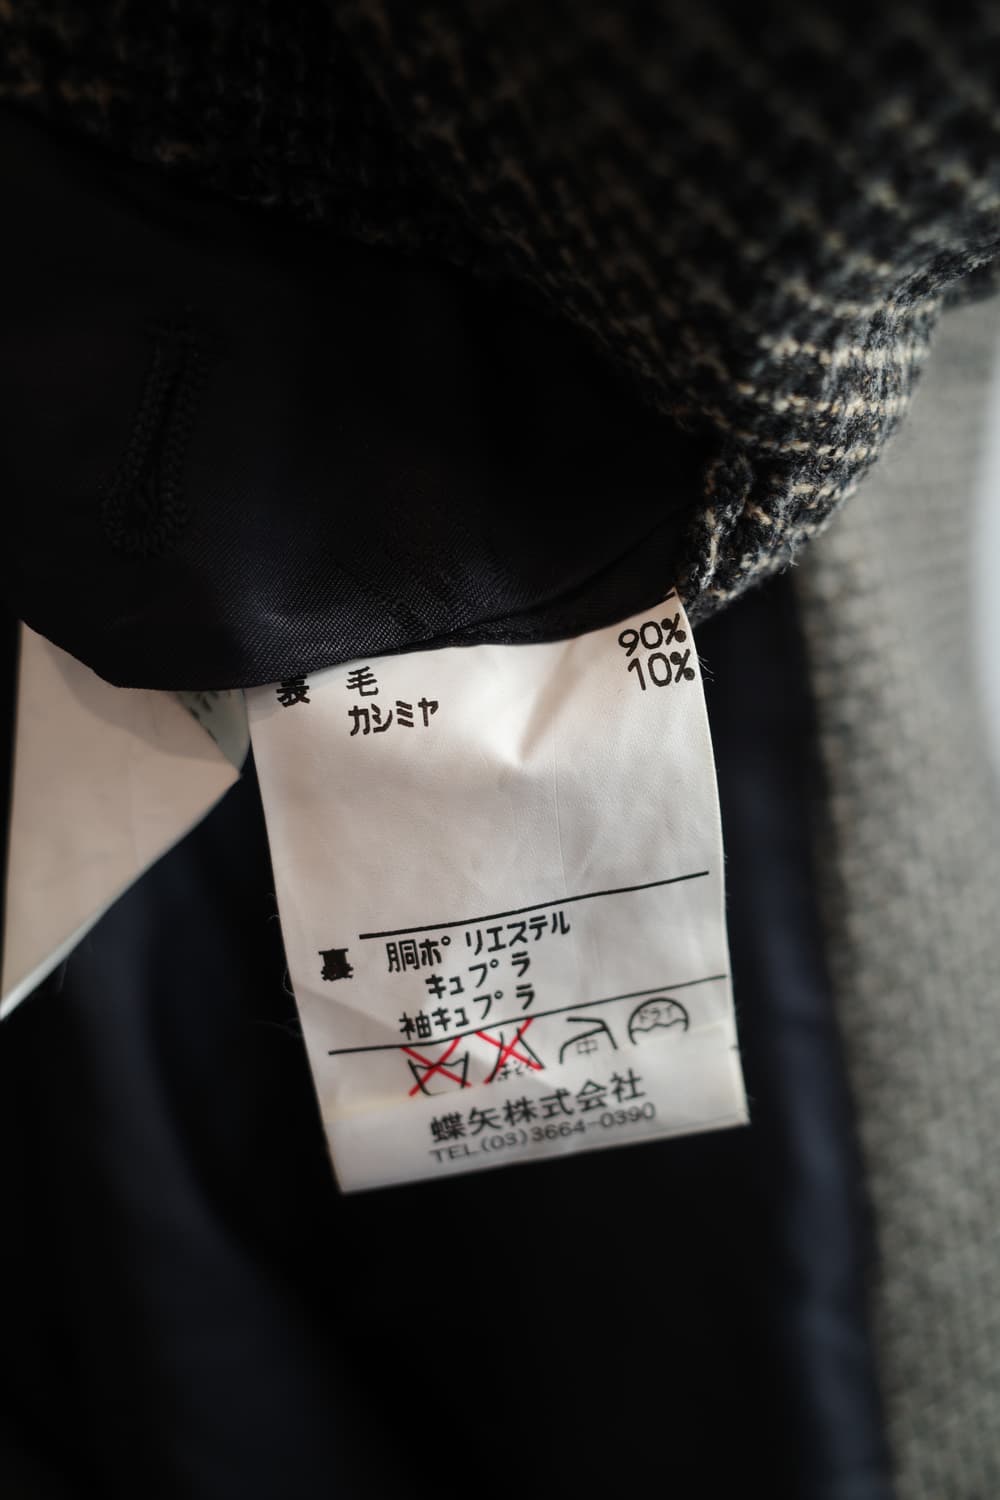 表 毛 90%
カシミヤ 10%
裏 胴ポリエステル
キュプラ
袖キュプラ
中 ドライ
蝶矢株式会社
TEL(03)3664-0390